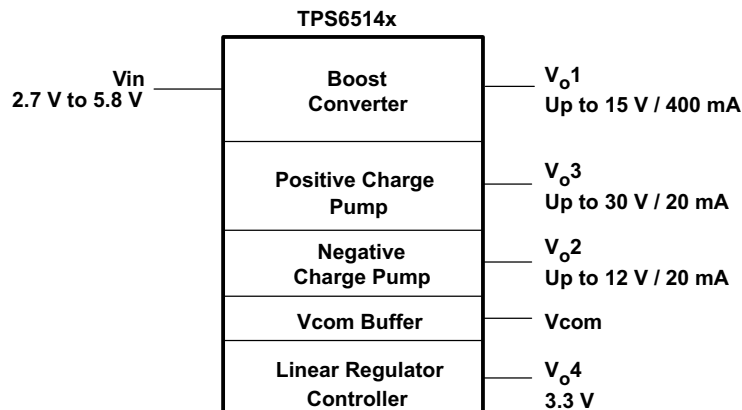 TPS6514x
Vin
2.7 V to 5.8 V
Boost
Converter
Vo1
Up to 15 V / 400 mA
Positive Charge
Pump
Vo3
Up to 30 V / 20 mA
Negative
Charge Pump
Vo2
Up to 12 V / 20 mA
Vcom Buffer
Vcom
Linear Regulator
Controller
Vo4
3.3 V